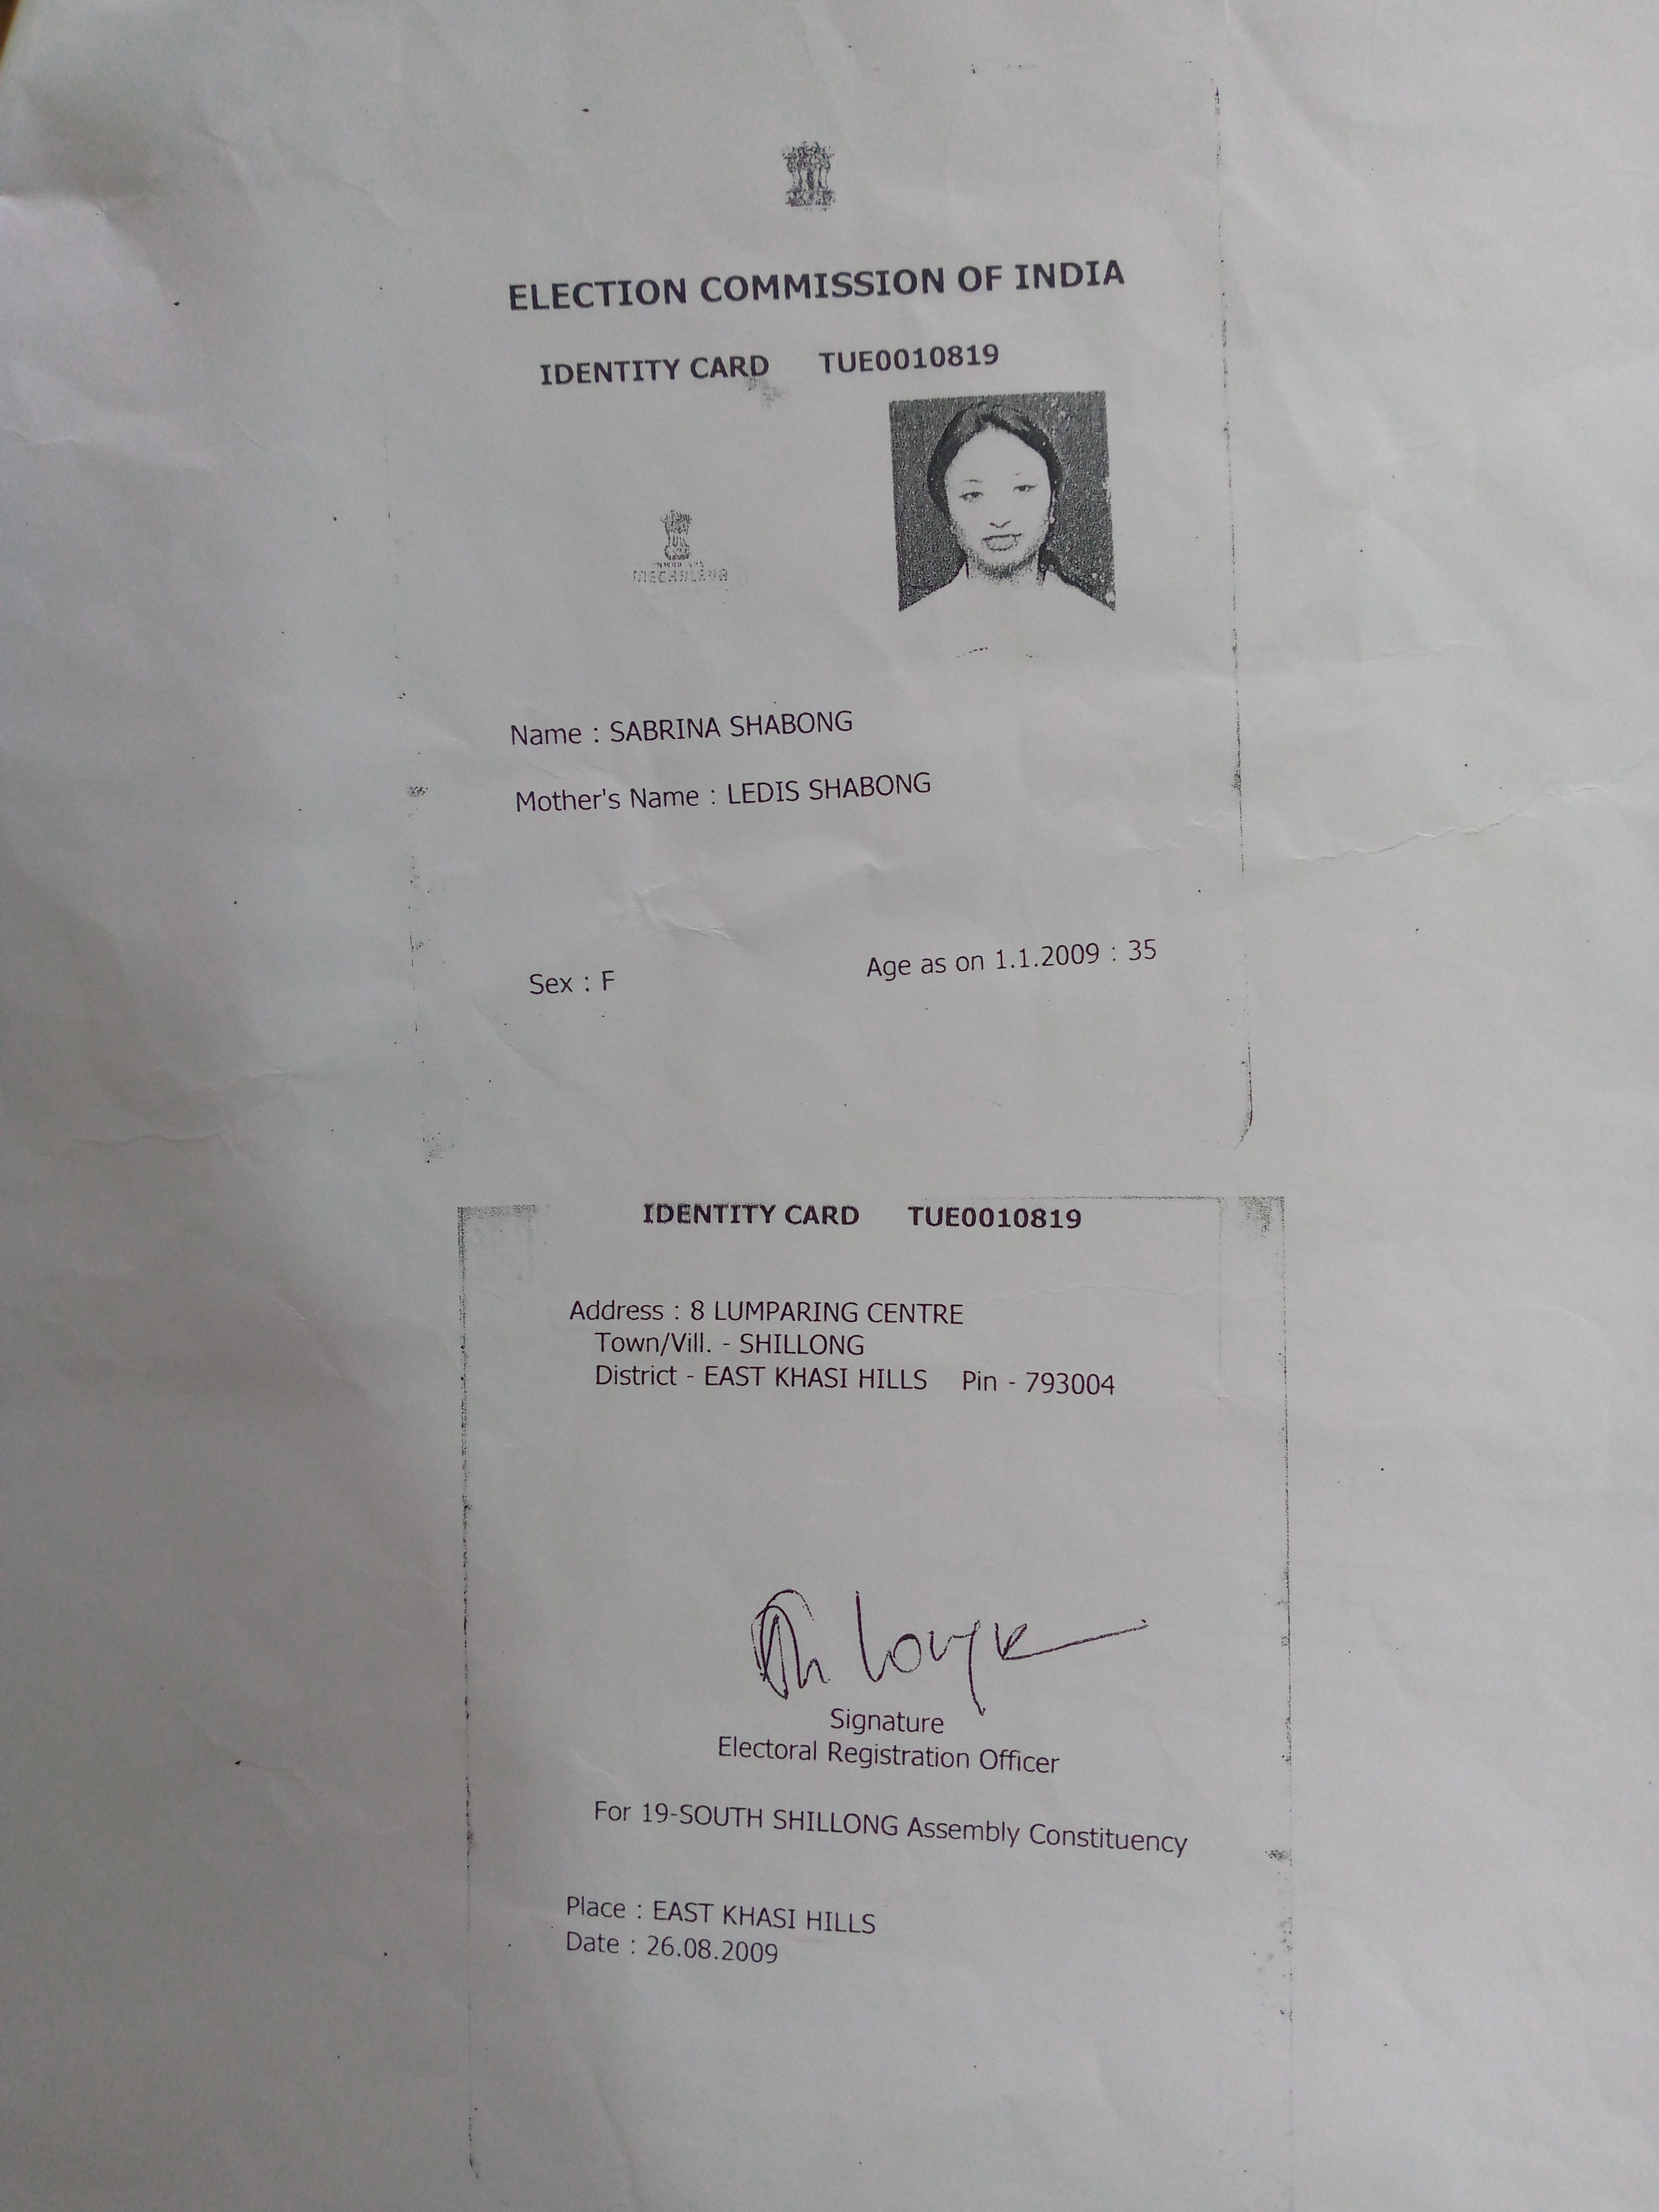 ELECTION COMMISSION OF INDIA
IDENTITY CARD TUE0010819
Name : SABRINA SHABONG
Mother's Name : LEDIS SHABONG
Sex : F Age as on 1.1.2009 : 35
IDENTITY CARD TUE0010819
Address : 8 LUMPARING CENTRE
Town/Vill. - SHILLONG
District - EAST KHASI HILLS Pin - 793004
Signature
Electoral Registration Officer
For 19-SOUTH SHILLONG Assembly Constituency
Place : EAST KHASI HILLS
Date : 26.08.2009